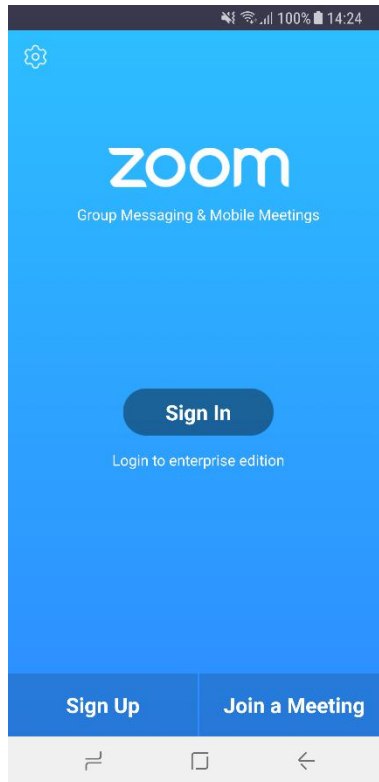 100% 14:24
zoom
Group Messaging & Mobile Meetings
Sign In
Login to enterprise edition
Sign Up Join a Meeting